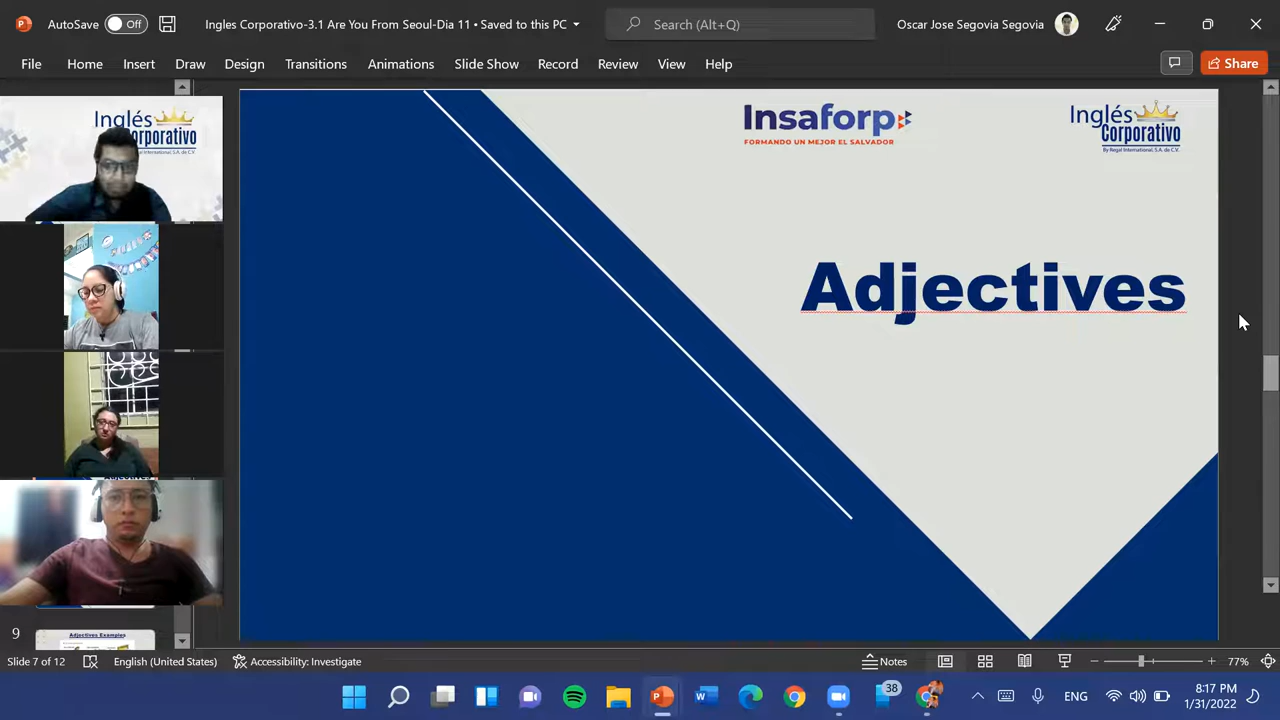 AutoSave Off Ingles Corporativo-3.1 Are You From Seoul-Dia 11 • Saved to this PC Search (Alt+Q) Oscar Jose Segovia Segovia
File Home Insert Draw Design Transitions Animations Slide Show Record Review View Help Share
Inglés
Corporativo
Insaforp
FORMANDO UN MEJOR EL SALVADOR
Inglés
Corporativo
By Regal International, S.A. de C.V.
Adjectives
9
Adjectives Examples
Slide 7 of 12 English (United States) Accessibility: Investigate Notes 77%
38 ENG 8:17 PM
1/31/2022